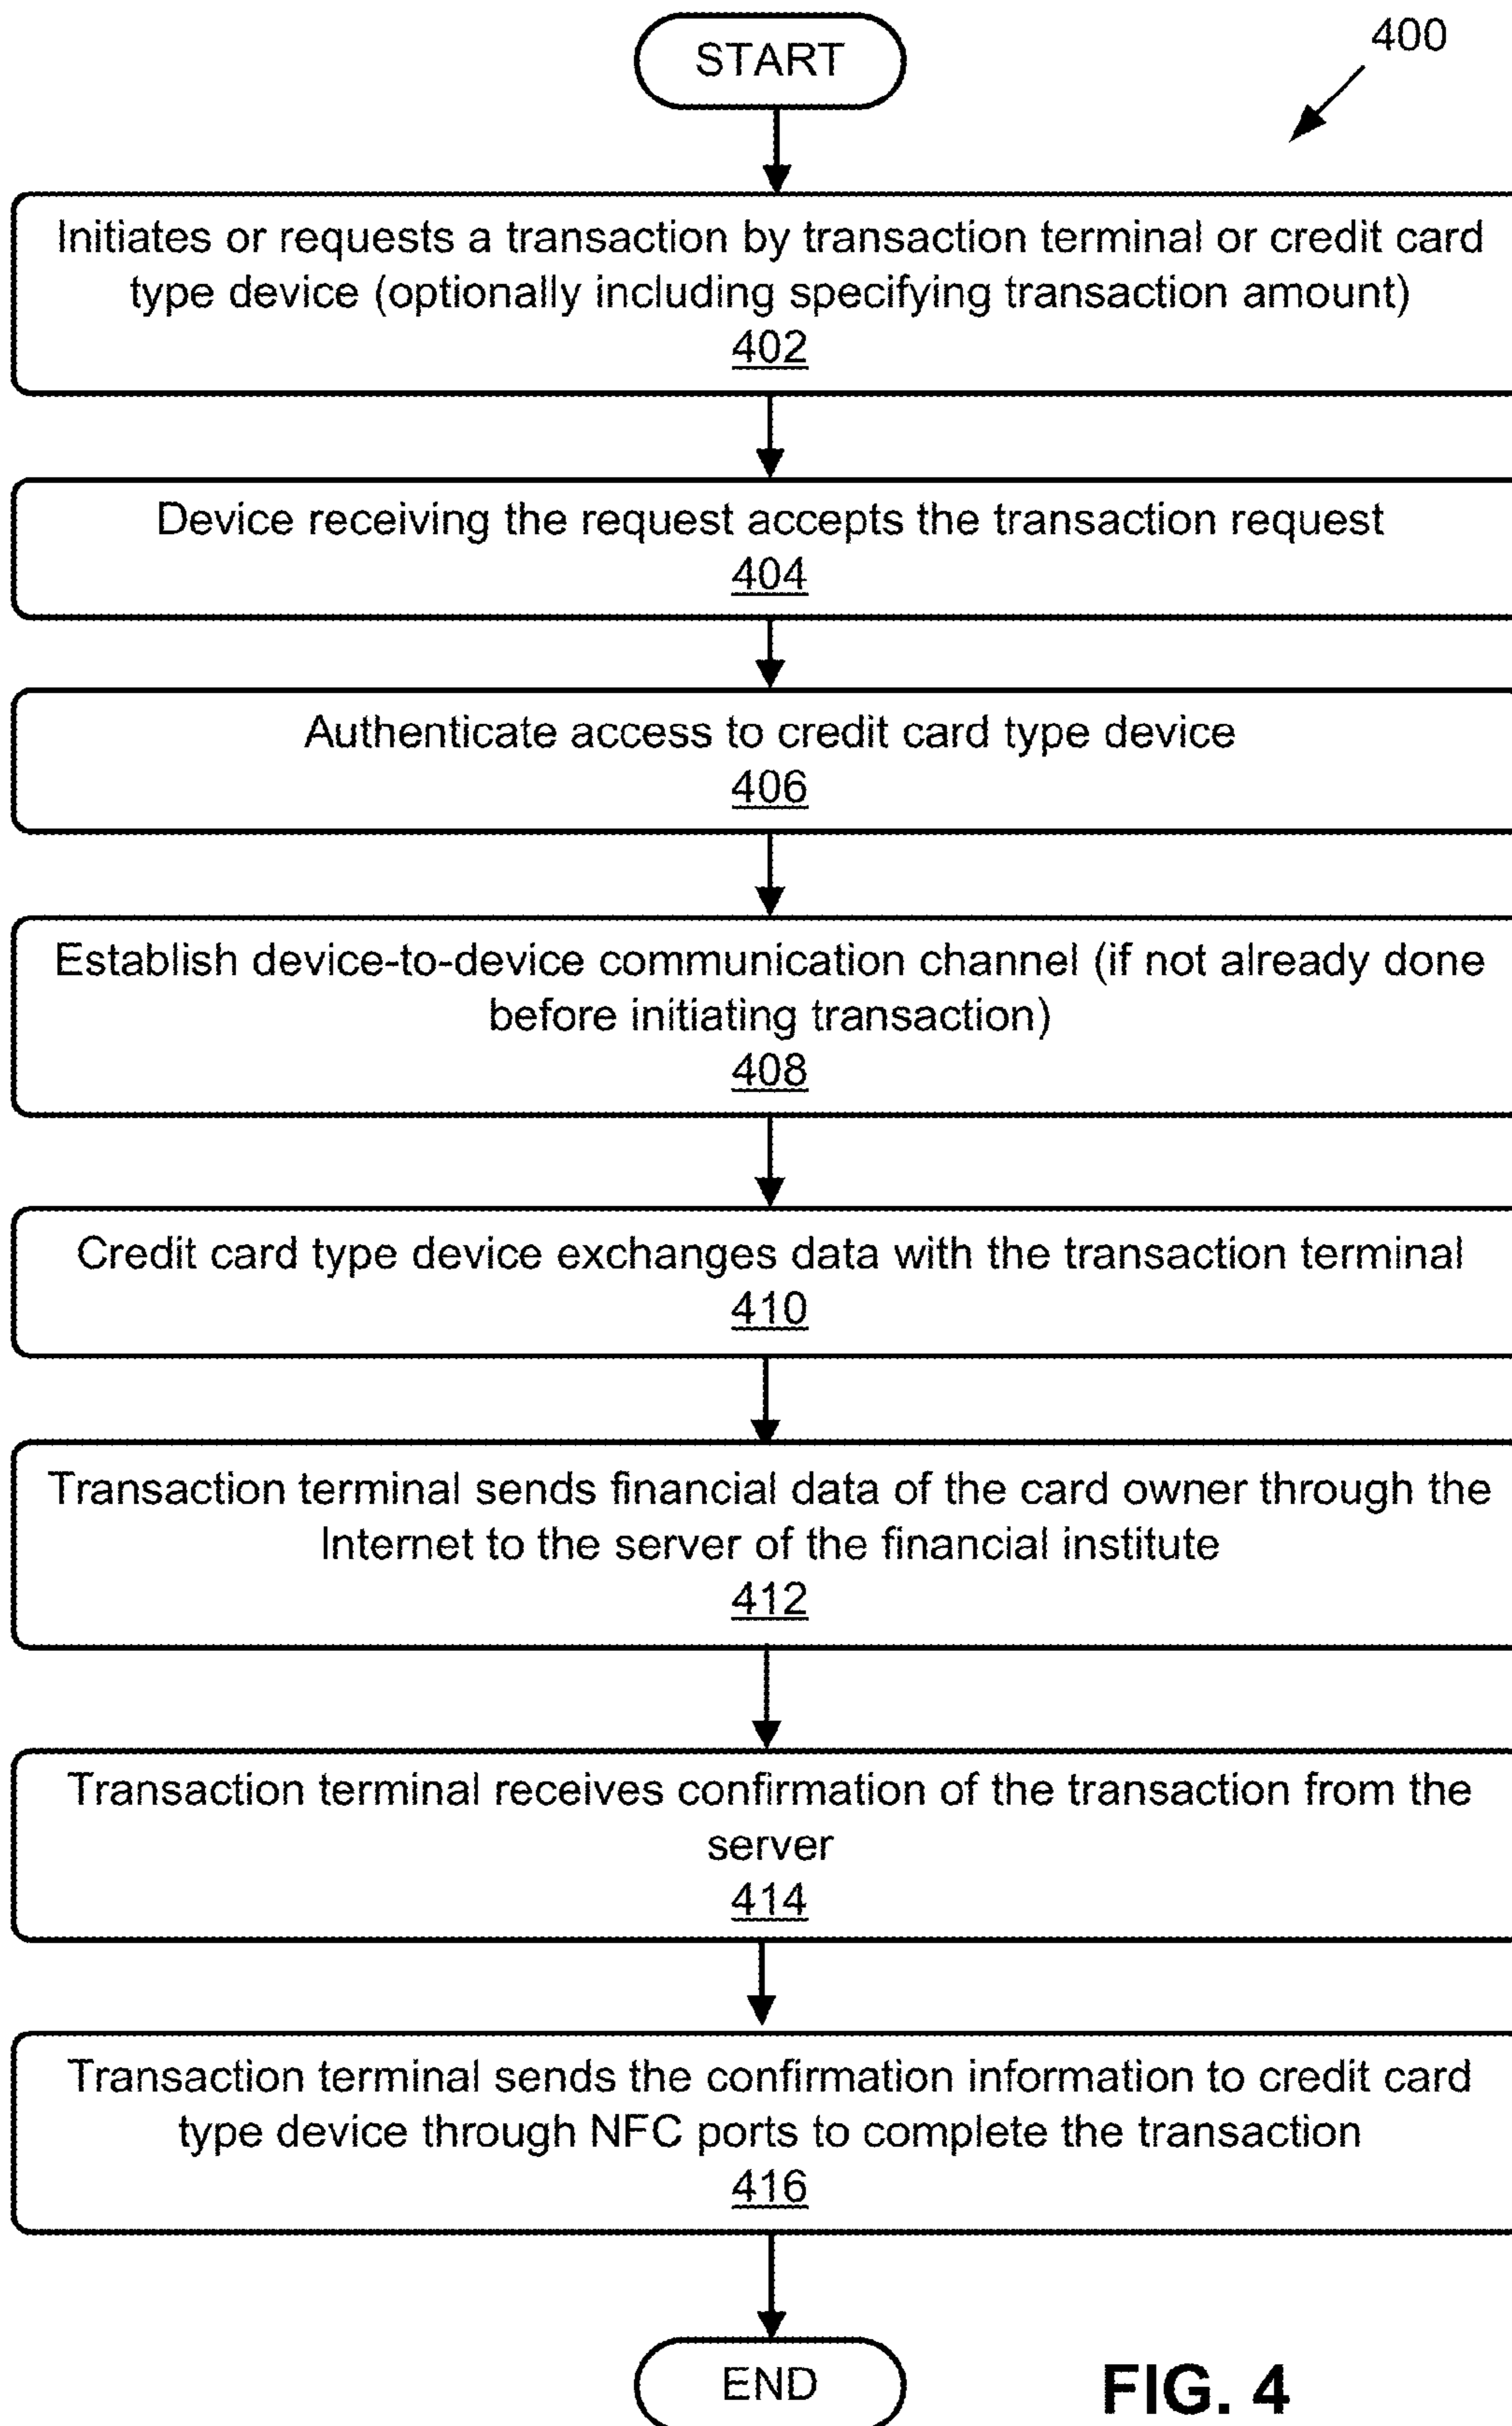 START
400
Initiates or requests a transaction by transaction terminal or credit card
type device (optionally including specifying transaction amount)
402
Device receiving the request accepts the transaction request
404
Authenticate access to credit card type device
406
Establish device-to-device communication channel (if not already done
before initiating transaction)
408
Credit card type device exchanges data with the transaction terminal
410
Transaction terminal sends financial data of the card owner through the
Internet to the server of the financial institute
412
Transaction terminal receives confirmation of the transaction from the
server
414
Transaction terminal sends the confirmation information to credit card
type device through NFC ports to complete the transaction
416
END
FIG. 4